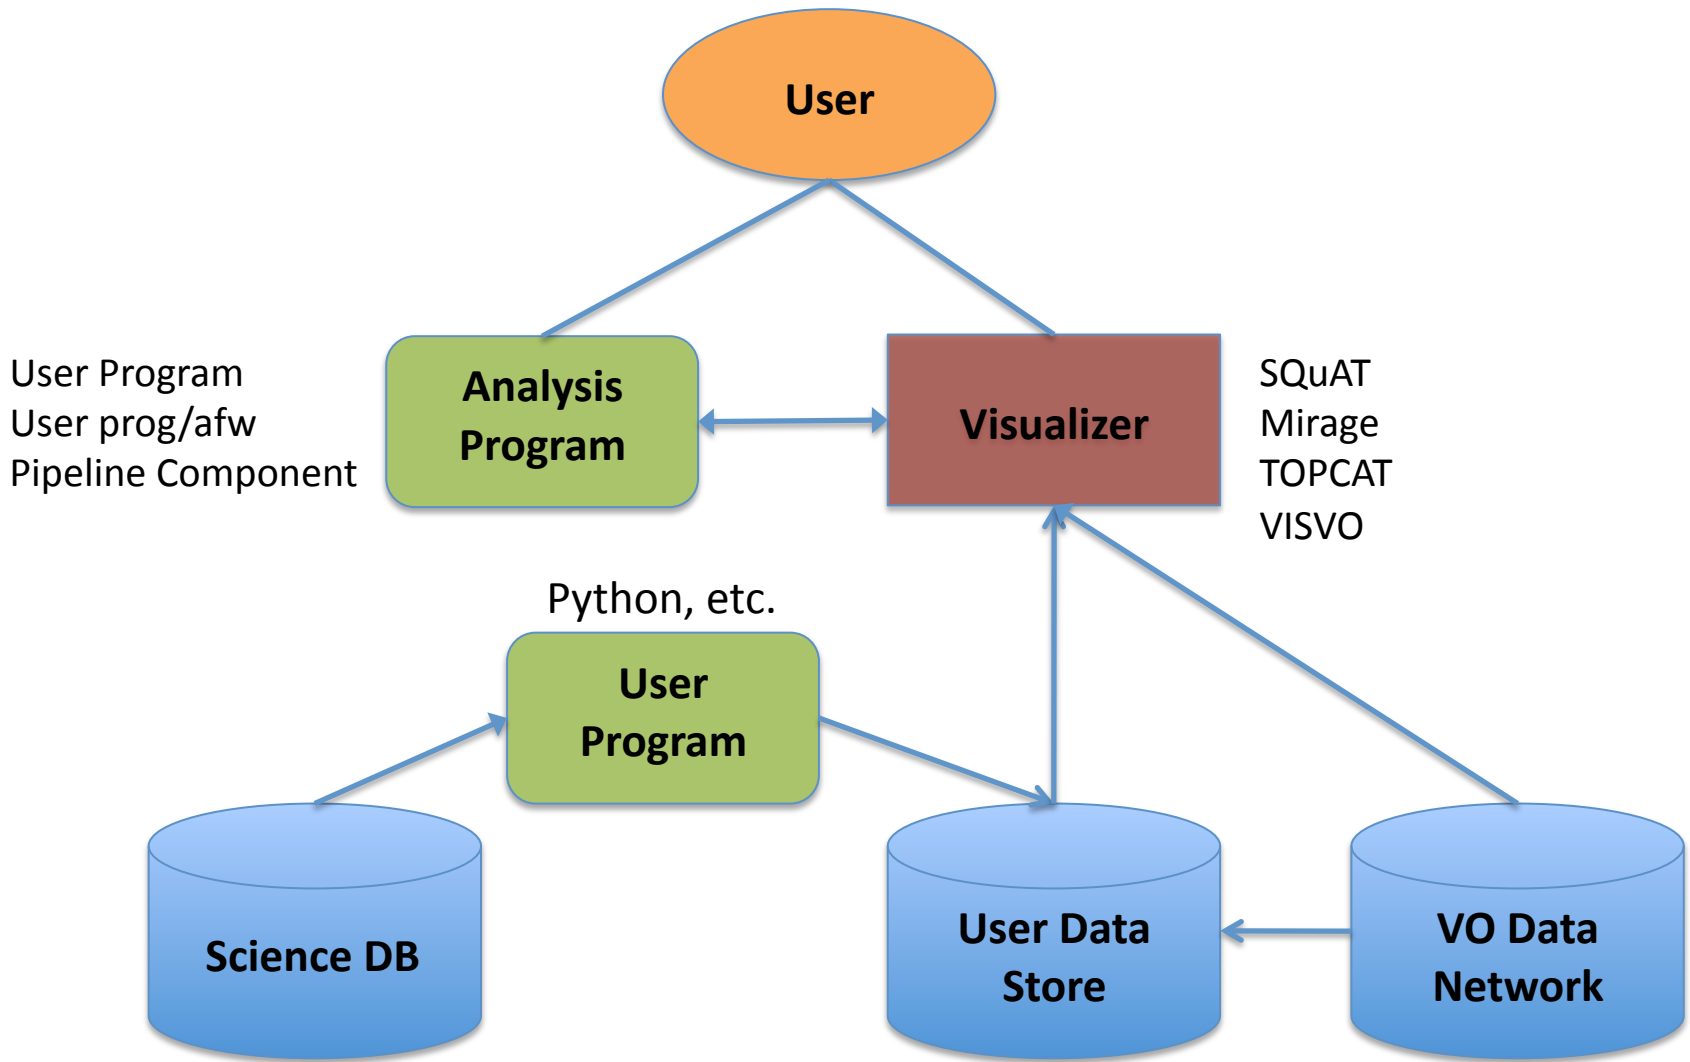 User
User Program
User prog/afw
Pipeline Component
Analysis
Program
Visualizer
SQuAT
Mirage
TOPCAT
VISVO
Python, etc.
User
Program
Science DB
User Data
Store
VO Data
Network